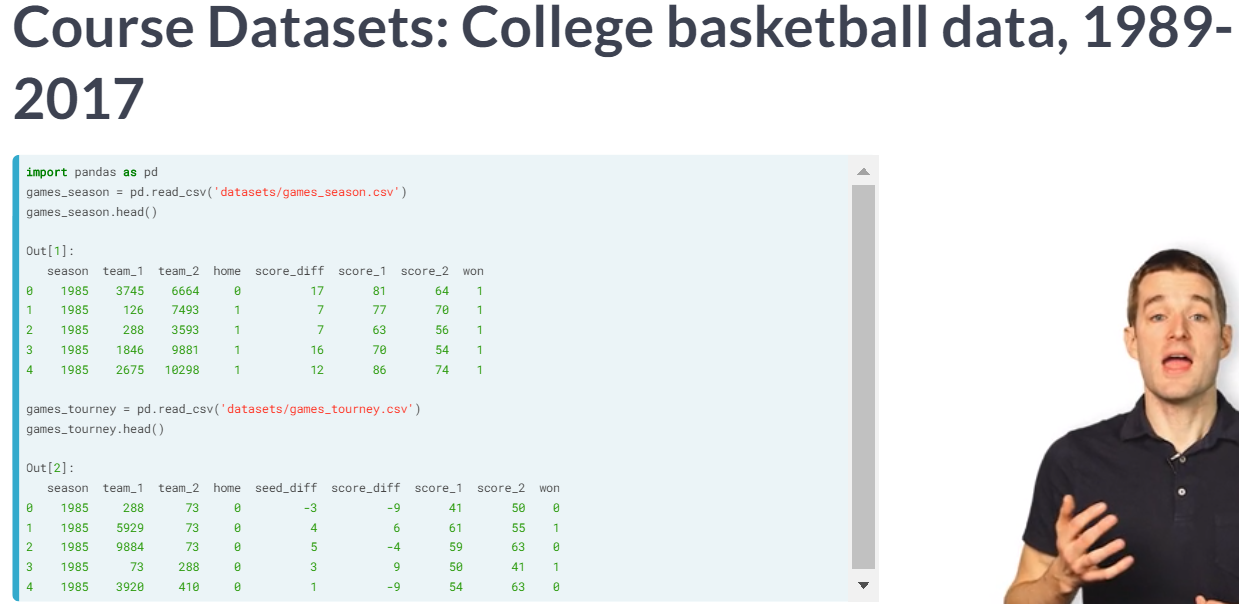 Course Datasets: College basketball data, 1989-
2017
import pandas as pd
games_season = pd.read_csv('datasets/games_season.csv')
games_season.head()
Out[1]:
season team_1 team_2 home score_diff score_1 score_2 won
0 1985 3745 6664 0 17 81 64 1
1 1985 126 7493 1 7 77 70 1
2 1985 288 3593 1 7 63 56 1
3 1985 1846 9881 1 16 70 54 1
4 1985 2675 10298 1 12 86 74 1
games_tourney = pd.read_csv('datasets/games_tourney.csv')
games_tourney.head()
Out[2]:
season team_1 team_2 home seed_diff score_diff score_1 score_2 won
0 1985 288 73 0 -3 -9 41 50 0
1 1985 5929 73 0 4 6 61 55 1
2 1985 9884 73 0 5 -4 59 63 0
3 1985 73 288 0 3 9 50 41 1
4 1985 3920 410 0 1 -9 54 63 0